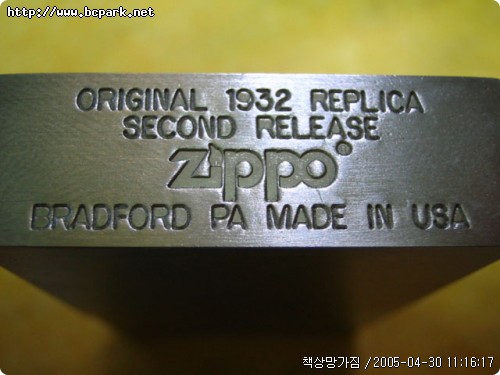 http://www.bcpark.net
ORIGINAL 1932 REPLICA
SECOND RELEASE
Zippo®
BRADFORD PA MADE IN USA
책상망가짐 /2005-04-30 11:16:17